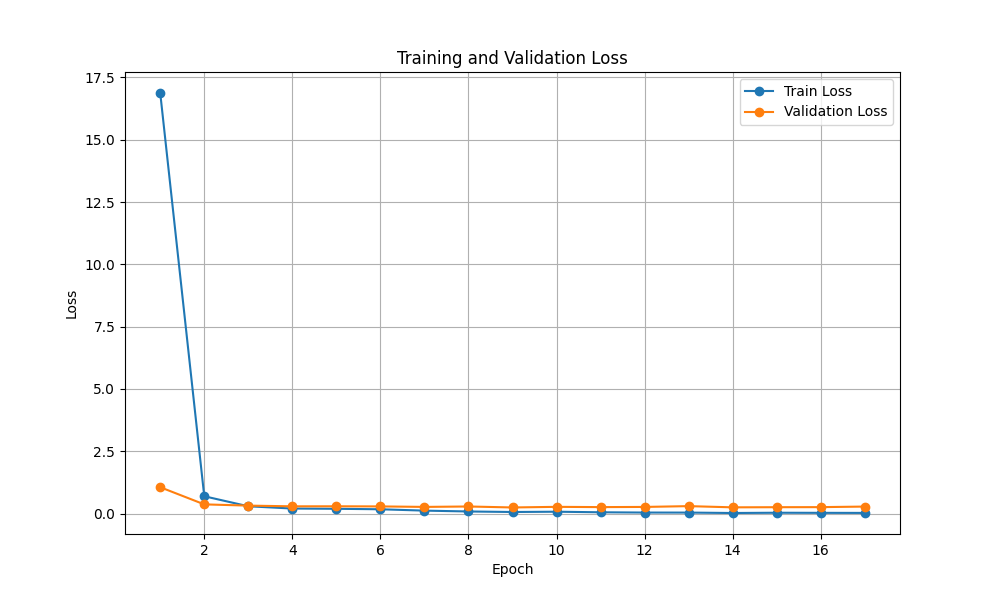 Training and Validation Loss
Train Loss
Validation Loss
17.5
15.0
12.5
10.0
7.5
5.0
2.5
0.0
Loss
2 4 6 8 10 12 14 16
Epoch